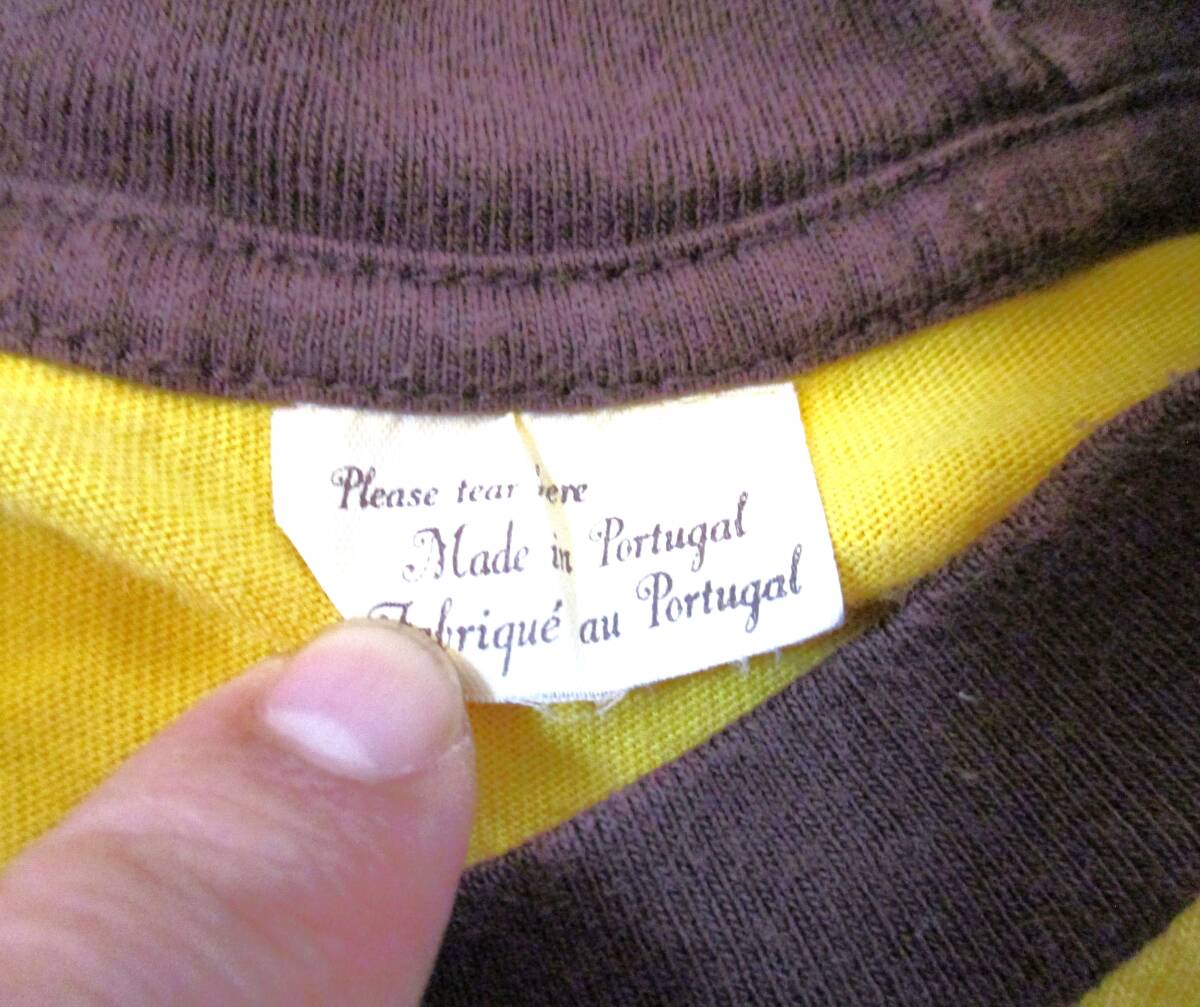 Please tear here
Made in Portugal
Fabriqué au Portugal